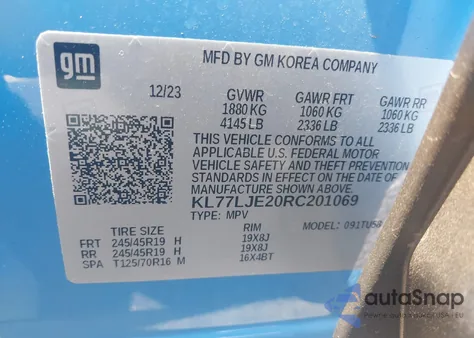 gm
MFD BY GM KOREA COMPANY
12/23 GVWR GAWR FRT GAWR RR
1880 KG 1060 KG 1060 KG
4145 LB 2336 LB 2336 LB
THIS VEHICLE CONFORMS TO ALL
APPLICABLE U.S. FEDERAL MOTOR
VEHICLE SAFETY AND THEFT PREVENTION
STANDARDS IN EFFECT ON THE DATE OF
MANUFACTURE SHOWN ABOVE.
KL77LJE20RC201069
TYPE: MPV MODEL: 091TU58
TIRE SIZE RIM
FRT 245/45R19 H 19X8J
RR 245/45R19 H 19X8J
SPA T125/70R16 M 16X4BT
autoSnap